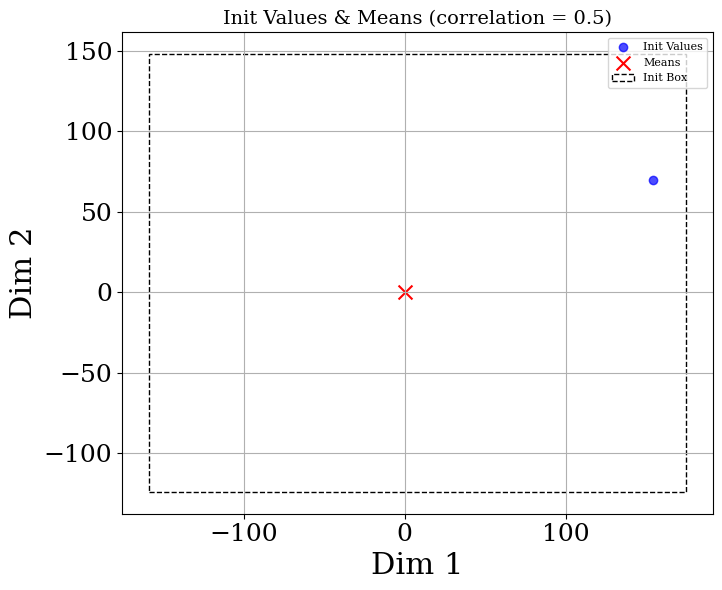 Init Values & Means (correlation = 0.5)
Init Values
Means
Init Box
150
100
50
0
−50
−100
Dim 2
−100 0 100
Dim 1